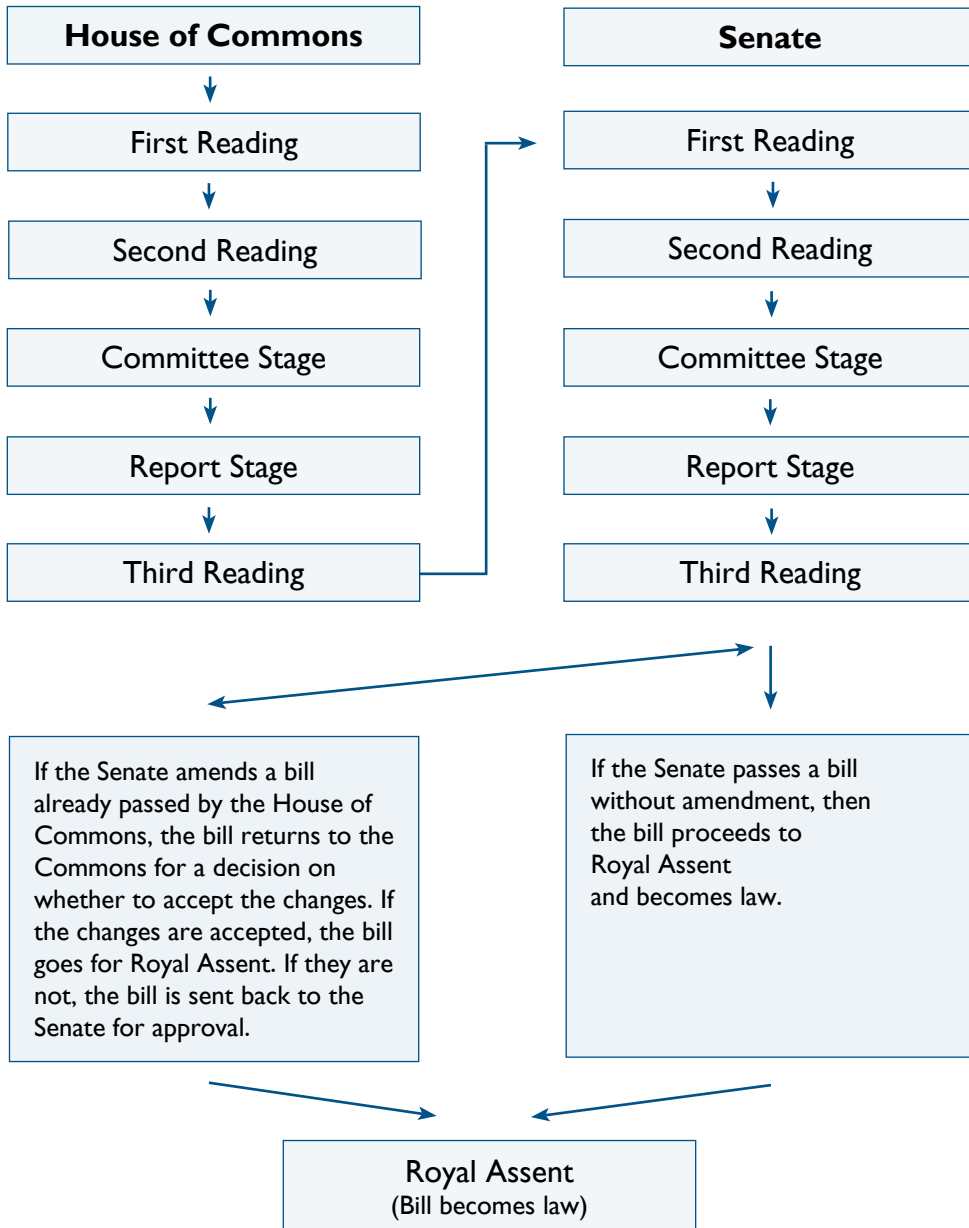 House of Commons
First Reading
Second Reading
Committee Stage
Report Stage
Third Reading
Senate
First Reading
Second Reading
Committee Stage
Report Stage
Third Reading
If the Senate amends a bill
already passed by the House of
Commons, the bill returns to the
Commons for a decision on
whether to accept the changes. If
the changes are accepted, the bill
goes for Royal Assent. If they are
not, the bill is sent back to the
Senate for approval.
If the Senate passes a bill
without amendment, then
the bill proceeds to
Royal Assent
and becomes law.
Royal Assent
(Bill becomes law)